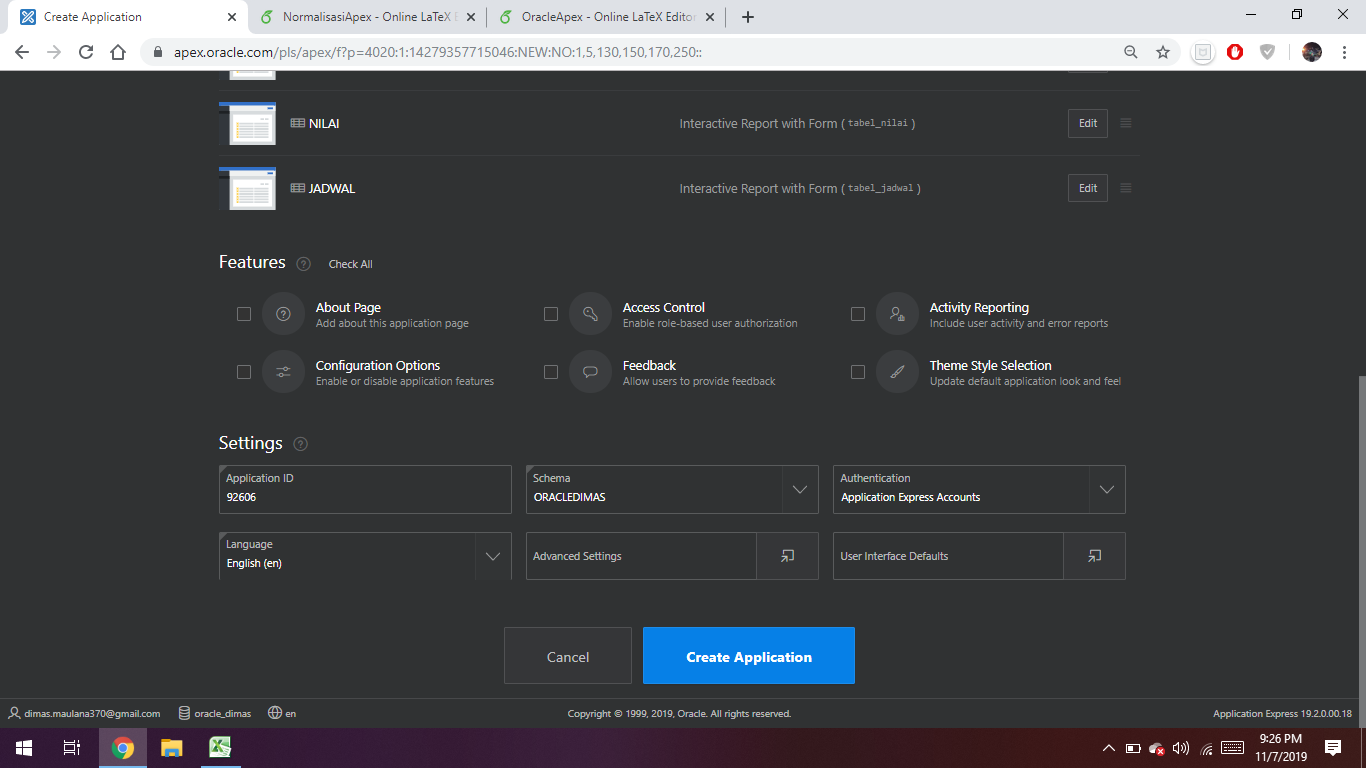 Create Application
NormalisasiApex - Online LaTeX E
OracleApex - Online LaTeX Editor
apex.oracle.com/pls/apex/f?p=4020:1:14279357715046:NEW:NO:1,5,130,150,170,250::
NILAI
Interactive Report with Form ( tabel_nilai )
Edit
JADWAL
Interactive Report with Form ( tabel_jadwal )
Edit
Features
?
Check All
?
About Page
Add about this application page
Access Control
Enable role-based user authorization
Activity Reporting
Include user activity and error reports
Configuration Options
Enable or disable application features
Feedback
Allow users to provide feedback
Theme Style Selection
Update default application look and feel
Settings
?
Application ID
92606
Schema
ORACLEDIMAS
Authentication
Application Express Accounts
Language
English (en)
Advanced Settings
User Interface Defaults
Cancel
Create Application
dimas.maulana370@gmail.com
oracle_dimas
en
Copyright © 1999, 2019, Oracle. All rights reserved.
Application Express 19.2.0.00.18
9:26 PM
11/7/2019